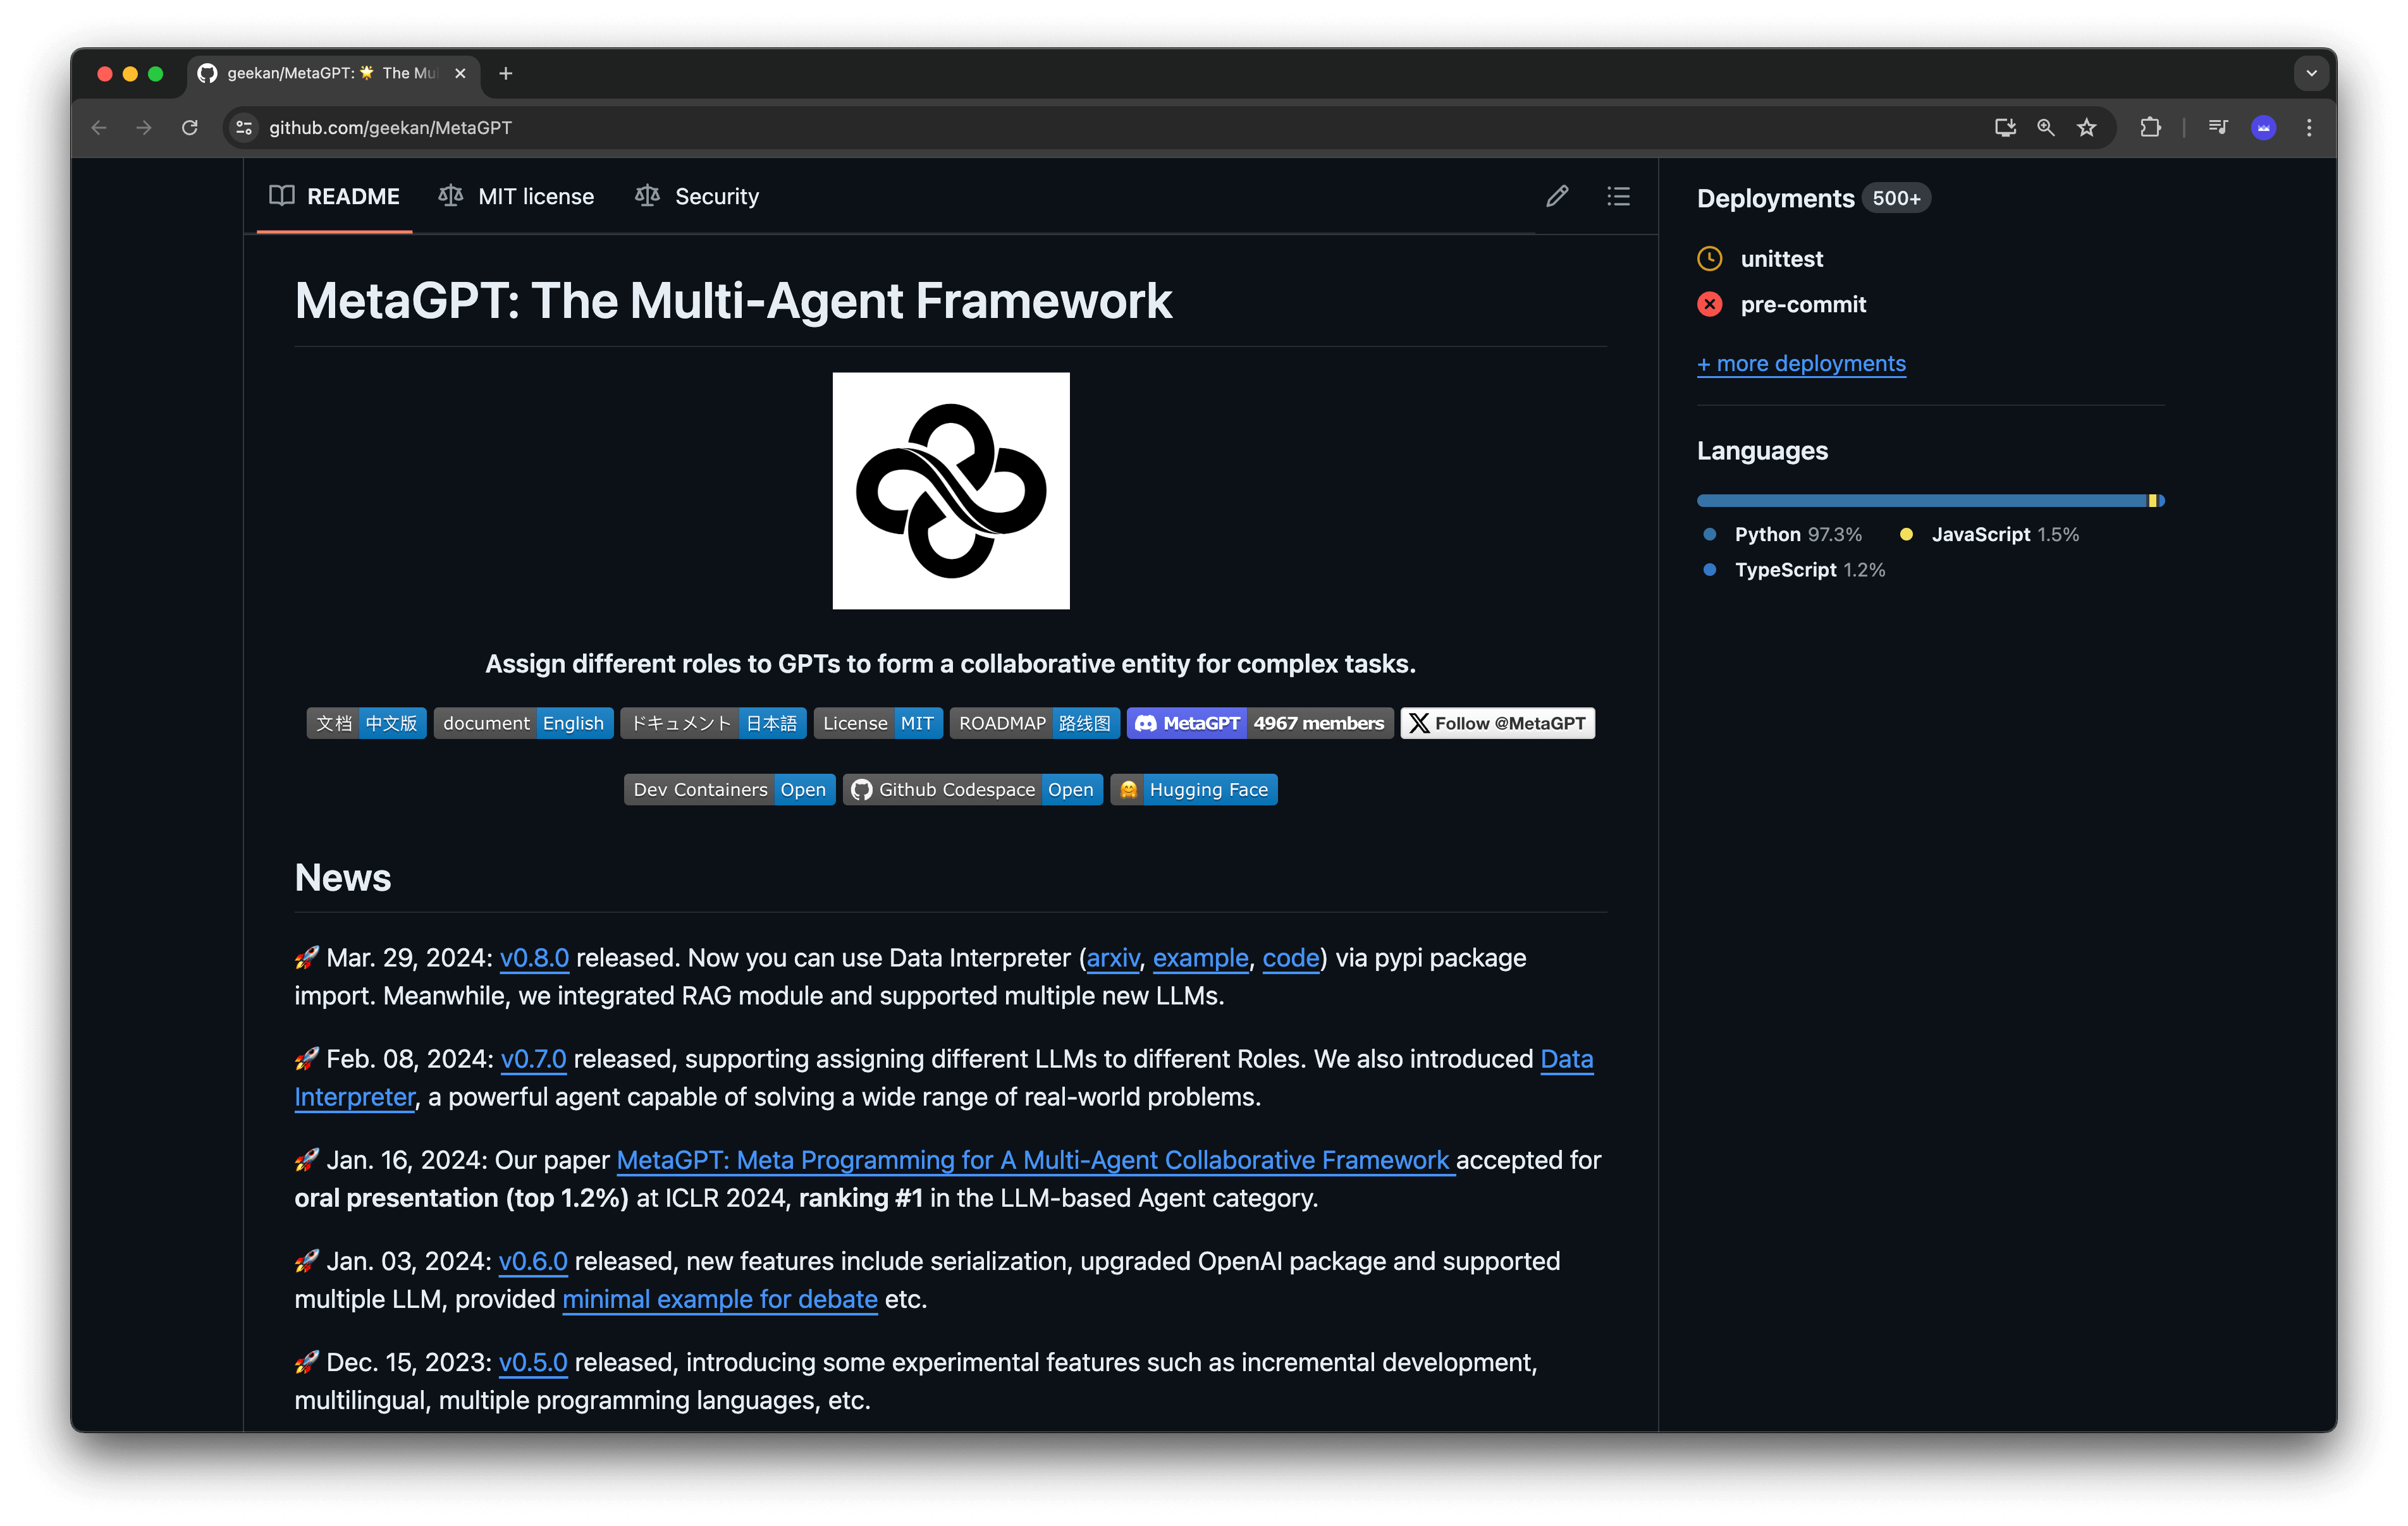 geekan/MetaGPT: 🌟 The Mul
github.com/geekan/MetaGPT
README
MIT license
Security
MetaGPT: The Multi-Agent Framework
Assign different roles to GPTs to form a collaborative entity for complex tasks.
文档 中文版 document English ドキュメント 日本語 License MIT ROADMAP 路线图 MetaGPT 4967 members Follow @MetaGPT
Dev Containers Open Github Codespace Open 🤗 Hugging Face
News
🚀 Mar. 29, 2024: v0.8.0 released. Now you can use Data Interpreter (arxiv, example, code) via pypi package
import. Meanwhile, we integrated RAG module and supported multiple new LLMs.
🚀 Feb. 08, 2024: v0.7.0 released, supporting assigning different LLMs to different Roles. We also introduced Data
Interpreter, a powerful agent capable of solving a wide range of real-world problems.
🚀 Jan. 16, 2024: Our paper MetaGPT: Meta Programming for A Multi-Agent Collaborative Framework accepted for
oral presentation (top 1.2%) at ICLR 2024, ranking #1 in the LLM-based Agent category.
🚀 Jan. 03, 2024: v0.6.0 released, new features include serialization, upgraded OpenAI package and supported
multiple LLM, provided minimal example for debate etc.
🚀 Dec. 15, 2023: v0.5.0 released, introducing some experimental features such as incremental development,
multilingual, multiple programming languages, etc.
Deployments 500+
unittest
pre-commit
+ more deployments
Languages
Python 97.3% JavaScript 1.5%
TypeScript 1.2%